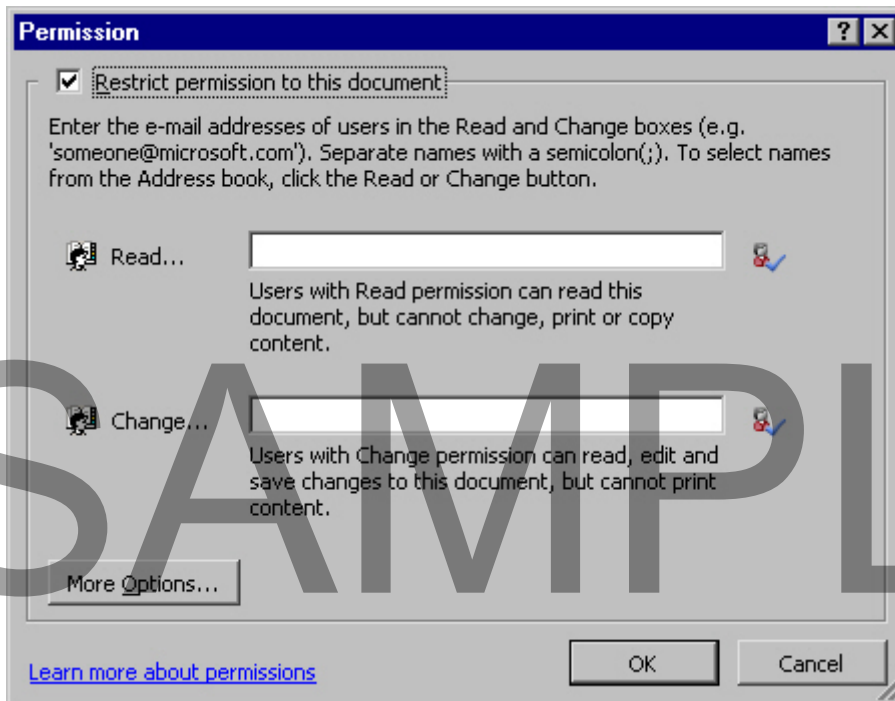 Permission
Restrict permission to this document
Enter the e-mail addresses of users in the Read and Change boxes (e.g.
'someone@microsoft.com'). Separate names with a semicolon(;). To select names
from the Address book, click the Read or Change button.
Read...
Users with Read permission can read this
document, but cannot change, print or copy
content.
Change...
Users with Change permission can read, edit and
save changes to this document, but cannot print
content.
SAMPL
More Options...
Learn more about permissions
OK
Cancel